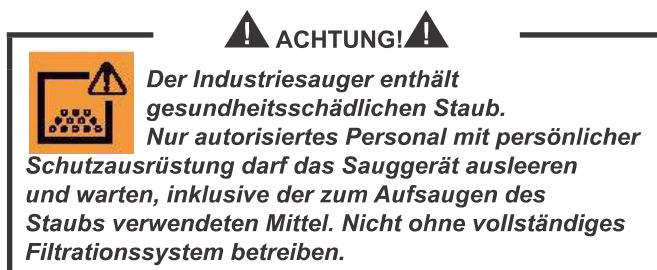 ACHTUNG!
Der Industriesauger enthält
gesundheitsschädlichen Staub.
Nur autorisiertes Personal mit persönlicher
Schutzausrüstung darf das Sauggerät ausleeren
und warten, inklusive der zum Aufsaugen des
Staubs verwendeten Mittel. Nicht ohne vollständiges
Filtrationssystem betreiben.